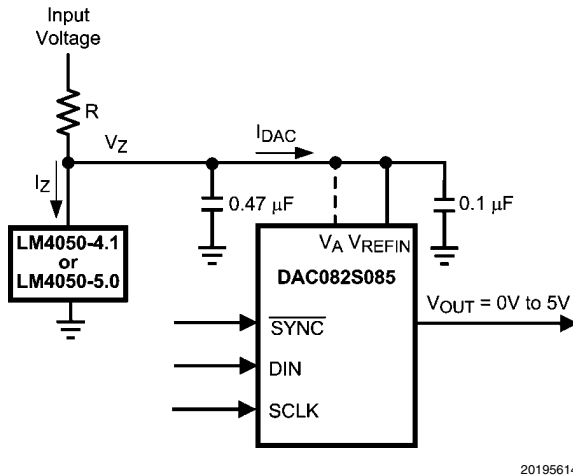 Input
Voltage
R
VZ
IDAC
IZ
0.47 µF
0.1 µF
LM4050-4.1
or
LM4050-5.0
VA VREFIN
DAC082S085
VOUT = 0V to 5V
SYNC
DIN
SCLK
20195614